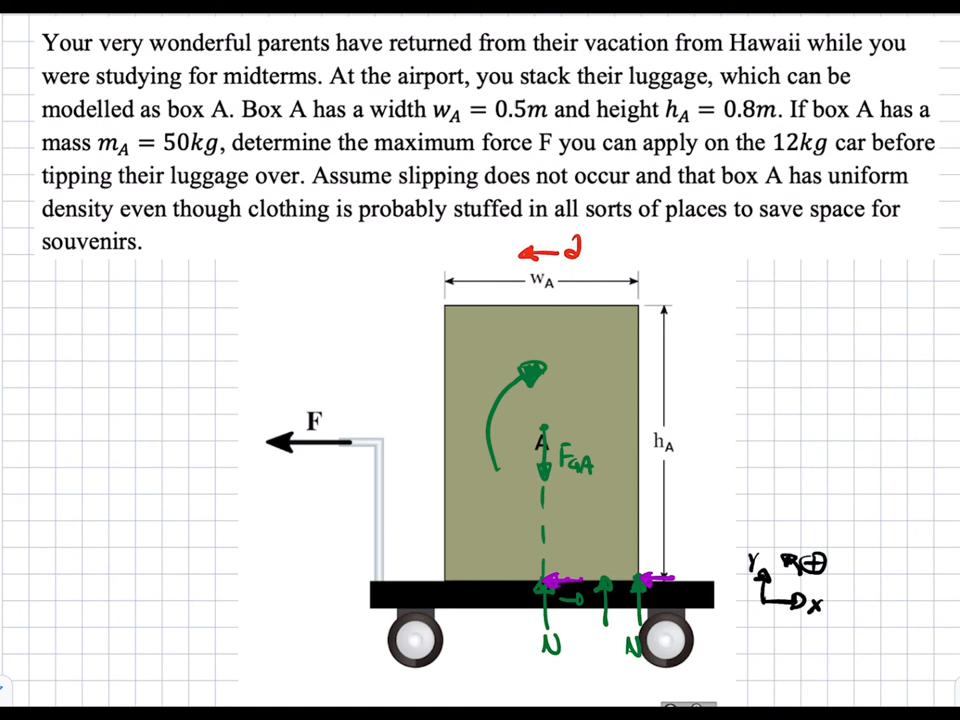 Your very wonderful parents have returned from their vacation from Hawaii while you
were studying for midterms. At the airport, you stack their luggage, which can be
modelled as box A. Box A has a width w_A = 0.5m and height h_A = 0.8m. If box A has a
mass m_A = 50kg, determine the maximum force F you can apply on the 12kg car before
tipping their luggage over. Assume slipping does not occur and that box A has uniform
density even though clothing is probably stuffed in all sorts of places to save space for
souvenirs.
a
w_A
F
A
F_GA
h_A
Y
x
N
N